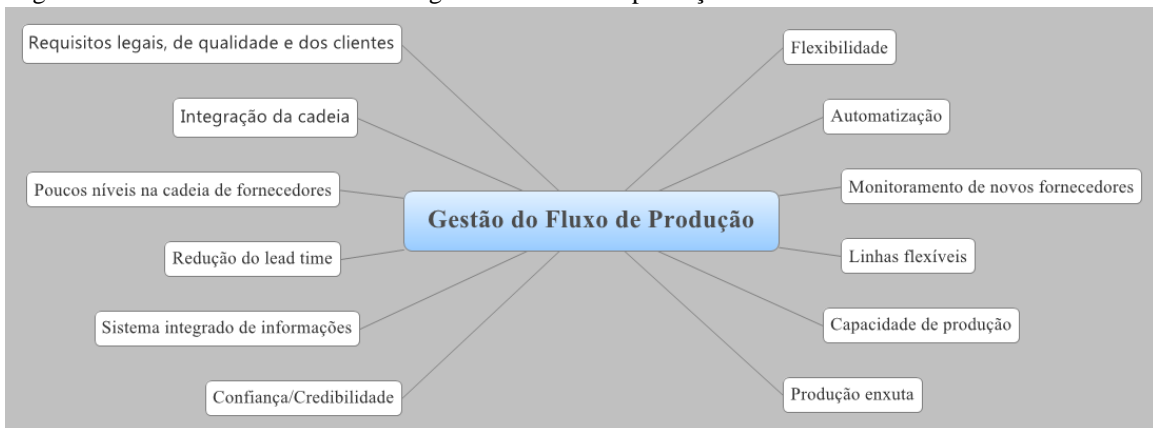 Requisitos legais, de qualidade e dos clientes
Integração da cadeia
Poucos níveis na cadeia de fornecedores
Redução do lead time
Sistema integrado de informações
Confiança/Credibilidade
Gestão do Fluxo de Produção
Flexibilidade
Automatização
Monitoramento de novos fornecedores
Linhas flexíveis
Capacidade de produção
Produção enxuta